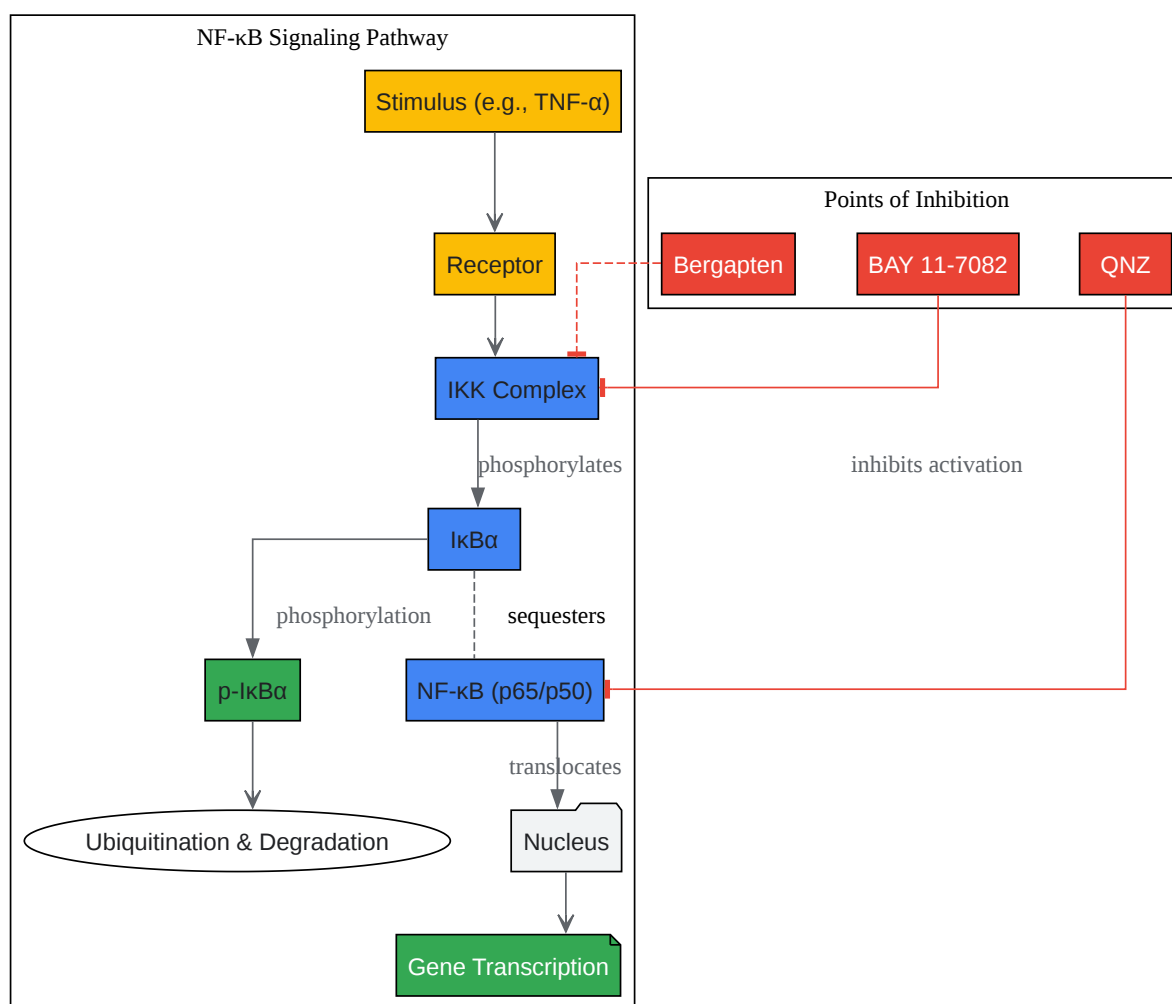 NF-κB Signaling Pathway
Stimulus (e.g., TNF-α)
Points of Inhibition
Receptor
Bergapten
BAY 11-7082
QNZ
IKK Complex
phosphorylates
inhibits activation
IκBα
phosphorylation
sequesters
p-IκBα
NF-κB (p65/p50)
translocates
Ubiquitination & Degradation
Nucleus
Gene Transcription